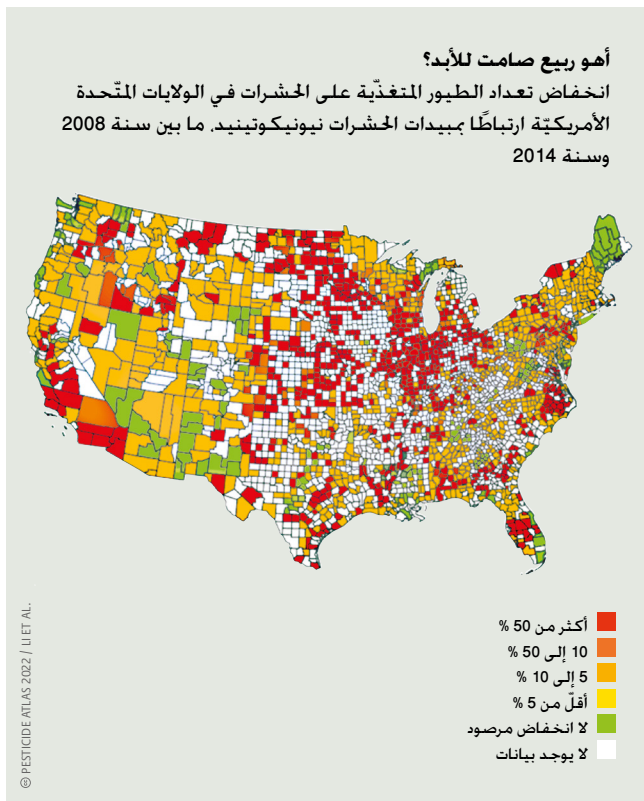 أهو ربيع صامت للأبد؟
انخفاض تعداد الطيور المتغذّية على الحشرات في الولايات المتّحدة
الأمريكيّة ارتباطًا بمبيدات الحشرات نيونيكوتينيد، ما بين سنة 2008
وسنة 2014
أكثر من 50 %
10 إلى 50 %
5 إلى 10 %
أقلّ من 5 %
لا انخفاض مرصود
لا يوجد بيانات
© PESTICIDE ATLAS 2022 / LI ET AL.